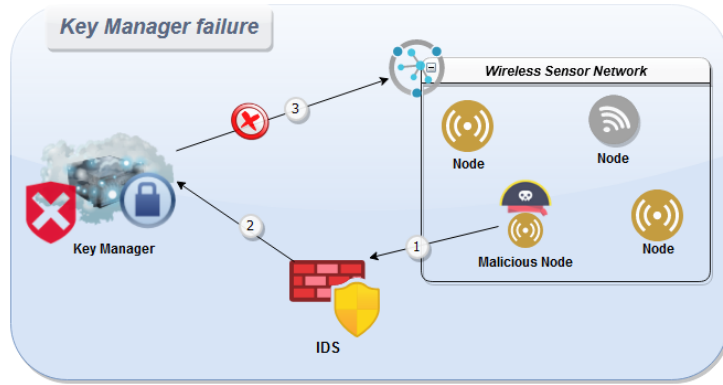 Key Manager failure
3
Wireless Sensor Network
Node
Node
Key Manager
2
1
Malicious Node
Node
IDS